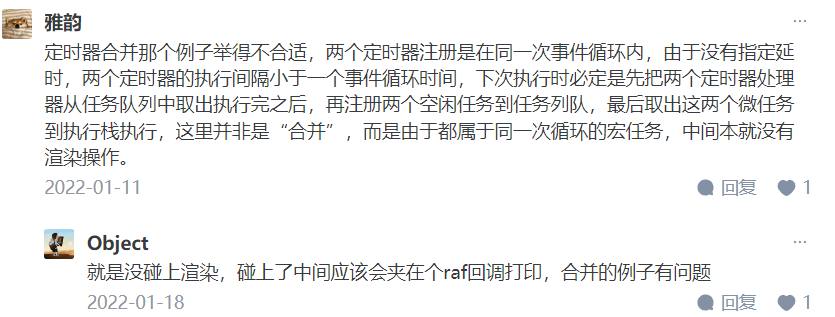 雅韵
...
定时器合并那个例子举得不合适，两个定时器注册是在同一次事件循环内，由于没有指定延
时，两个定时器的执行间隔小于一个事件循环时间，下次执行时必定是先把两个定时器处理
器从任务队列中取出执行完之后，再注册两个空闲任务到任务列队，最后取出这两个微任务
到执行栈执行，这里并非是“合并”，而是由于都属于同一次循环的宏任务，中间本就没有
渲染操作。
2022-01-11 回复 1
Object
...
就是没碰上渲染，碰上了中间应该会夹在个raf回调打印，合并的例子有问题
2022-01-18 回复 1